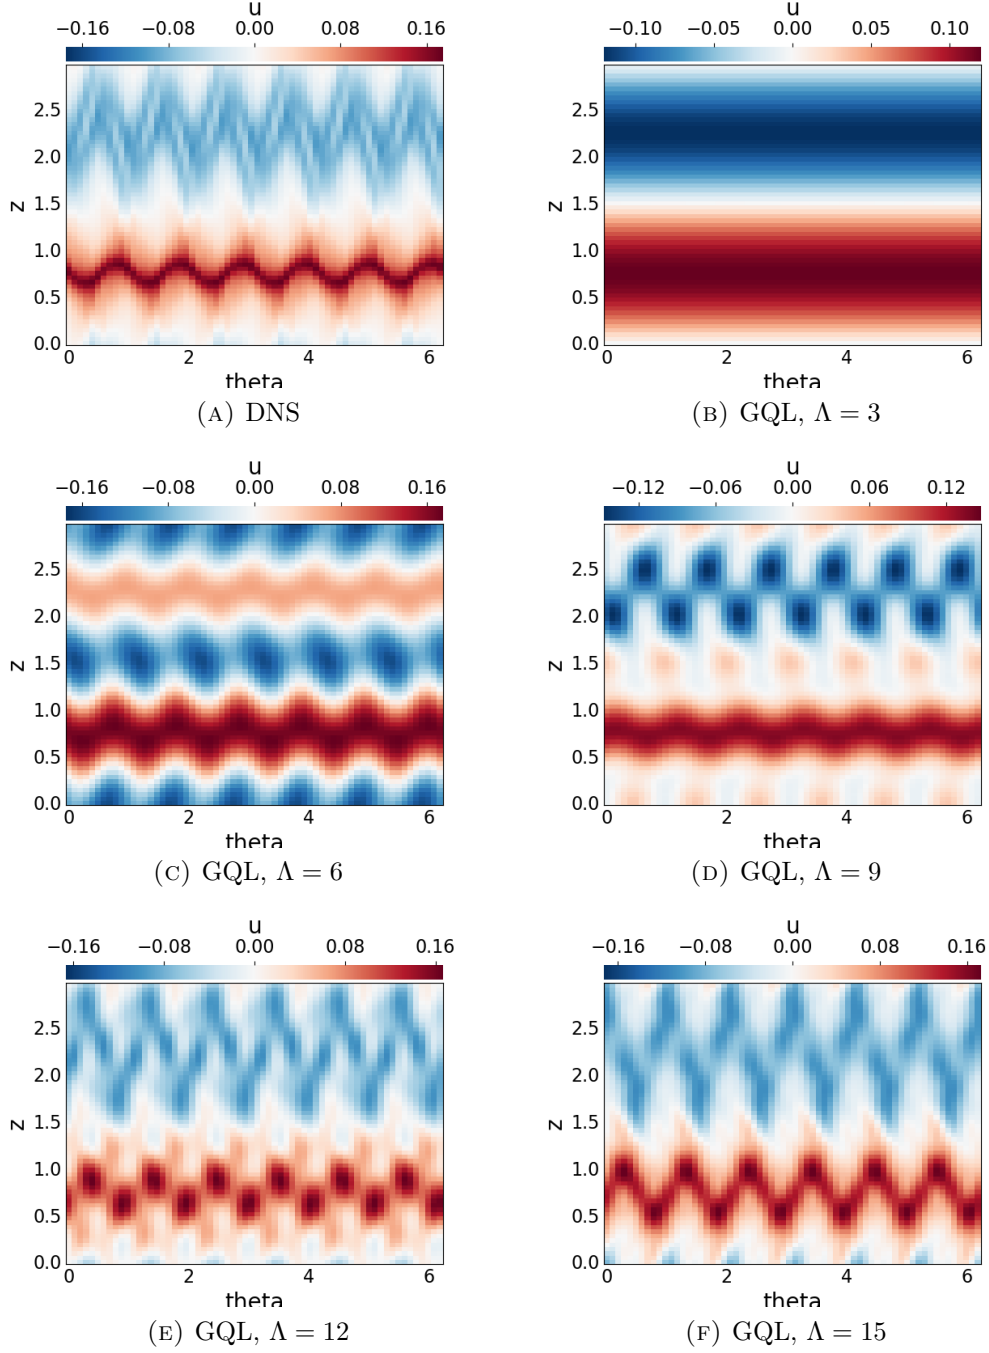 u
u
−0.16 −0.08 0.00 0.08 0.16
−0.10 −0.05 0.00 0.05 0.10
2.5
2.0
1.5
1.0
0.5
0.0
z
0 2 4 6
theta
2.5
2.0
1.5
1.0
0.5
0.0
z
0 2 4 6
theta
(A) DNS
(B) GQL, Λ = 3
u
u
−0.16 −0.08 0.00 0.08 0.16
−0.12 −0.06 0.00 0.06 0.12
2.5
2.0
1.5
1.0
0.5
0.0
z
0 2 4 6
theta
2.5
2.0
1.5
1.0
0.5
0.0
z
0 2 4 6
theta
(C) GQL, Λ = 6
(D) GQL, Λ = 9
u
u
−0.16 −0.08 0.00 0.08 0.16
−0.16 −0.08 0.00 0.08 0.16
2.5
2.0
1.5
1.0
0.5
0.0
z
0 2 4 6
theta
2.5
2.0
1.5
1.0
0.5
0.0
z
0 2 4 6
theta
(E) GQL, Λ = 12
(F) GQL, Λ = 15